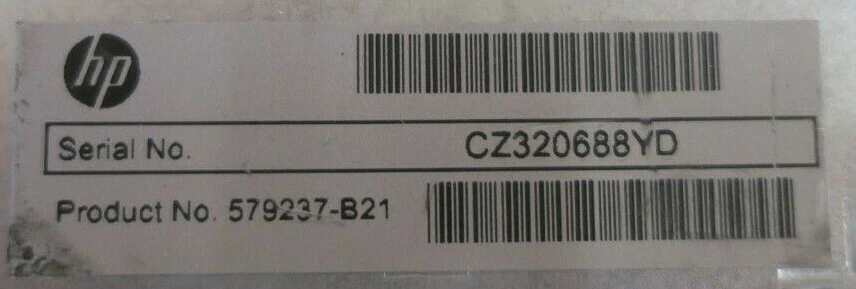 hp
Serial No. CZ320688YD
Product No. 579237-B21